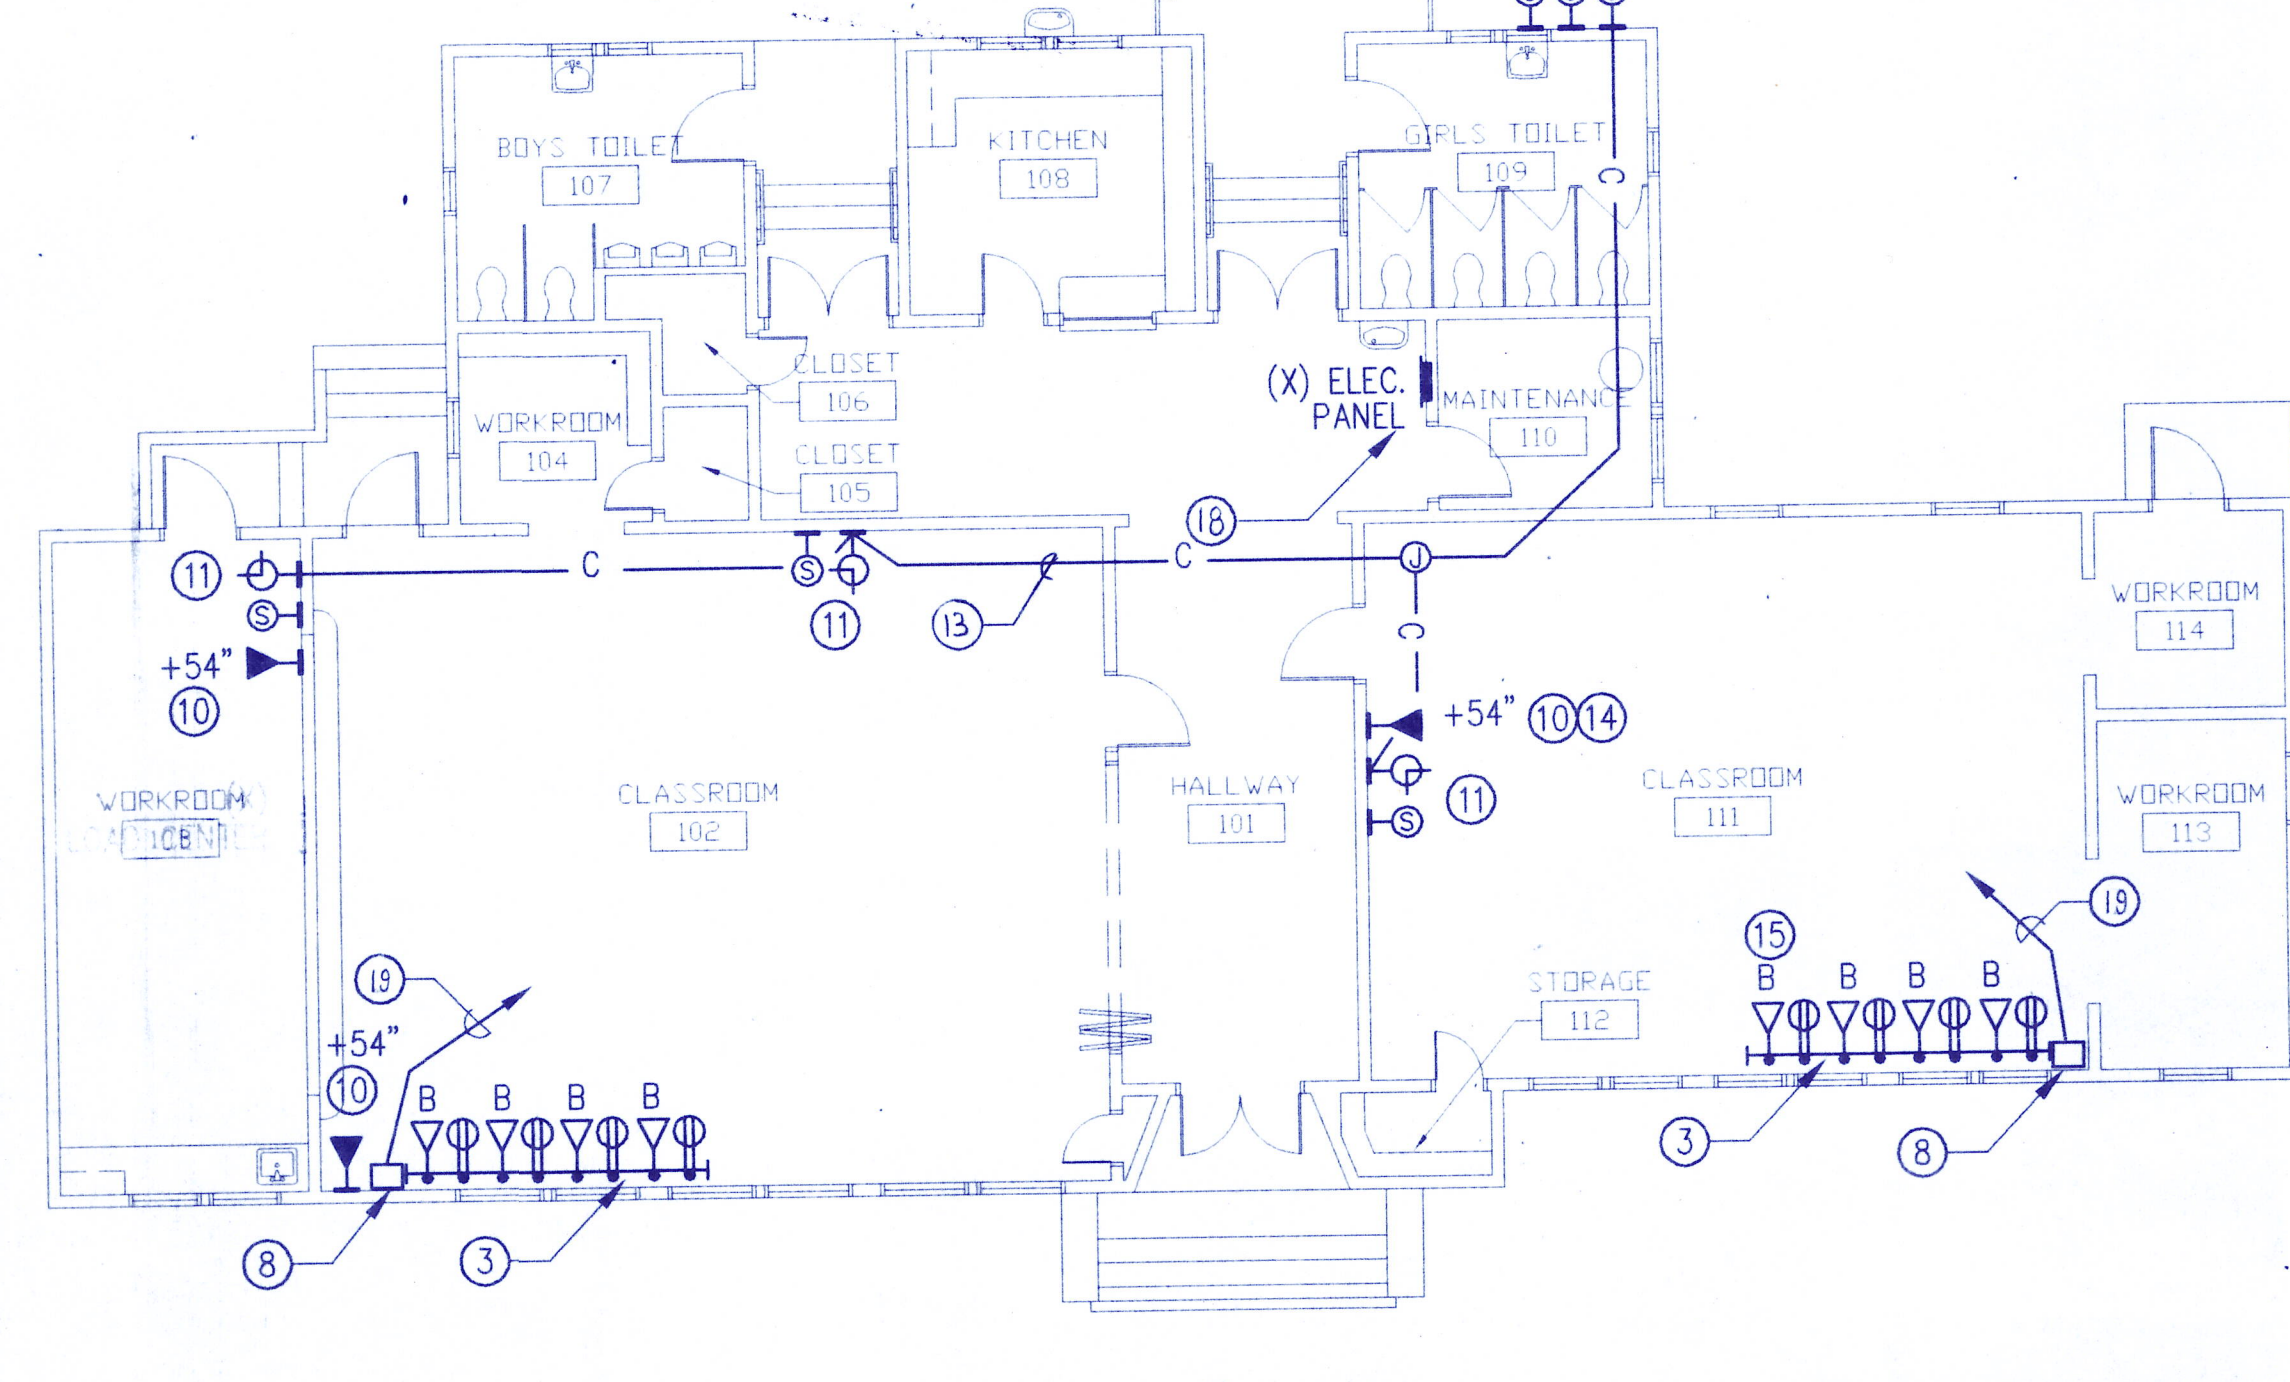 BOYS TOILET
107
KITCHEN
108
GIRLS TOILET
109
C
CLOSET
106
(X) ELEC.
PANEL
MAINTENANCE
110
WORKROOM
104
CLOSET
105
18
11
C
S
C
J
S
11
13
C
WORKROOM
114
+54"
10
+54" 10 14
S
11
WORKROOM
CLASSROOM
102
HALLWAY
101
CLASSROOM
111
WORKROOM
113
S
19
15
19
B B B B
STORAGE
112
+54"
10
B B B B
3
8
8
3